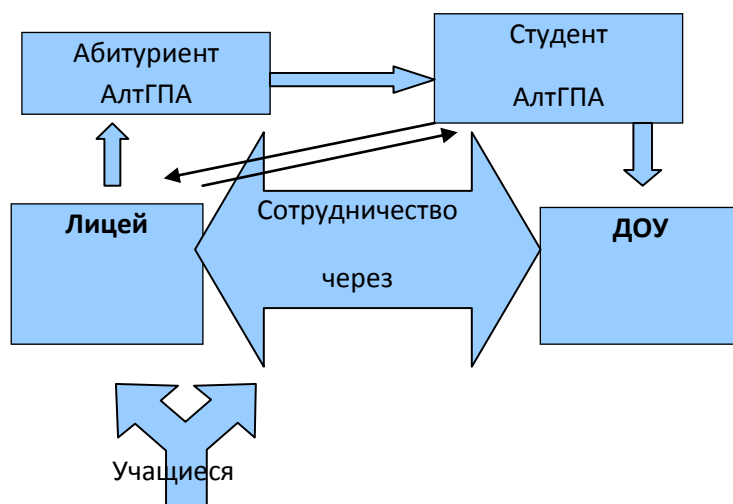 Абитуриент
АлтГПА
Студент
АлтГПА
Лицей
Сотрудничество
через
ДОУ
Учащиеся